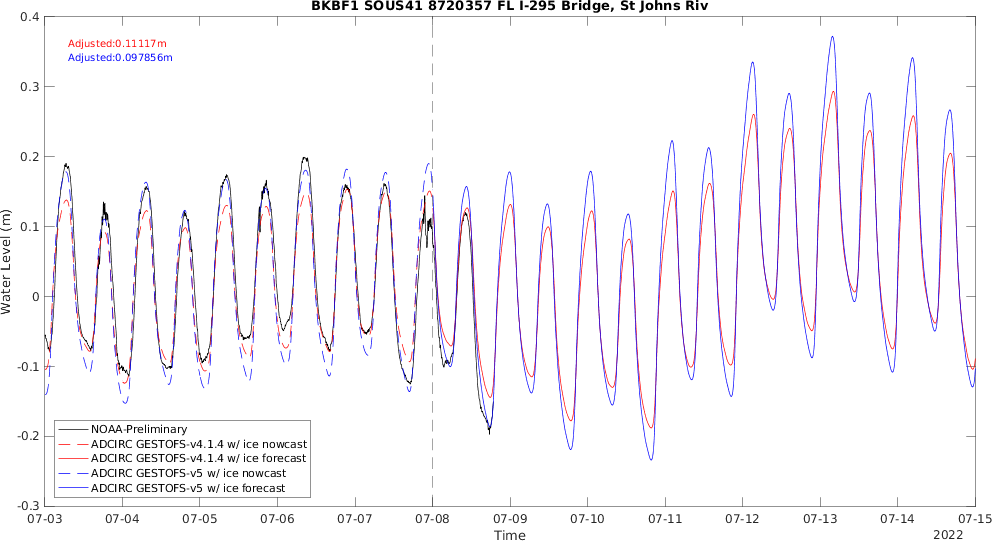 BKBF1 SOUS41 8720357 FL I-295 Bridge, St Johns Riv
Adjusted:0.11117m
Adjusted:0.097856m
0.4
0.3
0.2
0.1
0
-0.1
-0.2
-0.3
Water Level (m)
NOAA-Preliminary
ADCIRC GESTOFS-v4.1.4 w/ ice nowcast
ADCIRC GESTOFS-v4.1.4 w/ ice forecast
ADCIRC GESTOFS-v5 w/ ice nowcast
ADCIRC GESTOFS-v5 w/ ice forecast
07-03 07-04 07-05 07-06 07-07 07-08 07-09 07-10 07-11 07-12 07-13 07-14 07-15
Time
2022